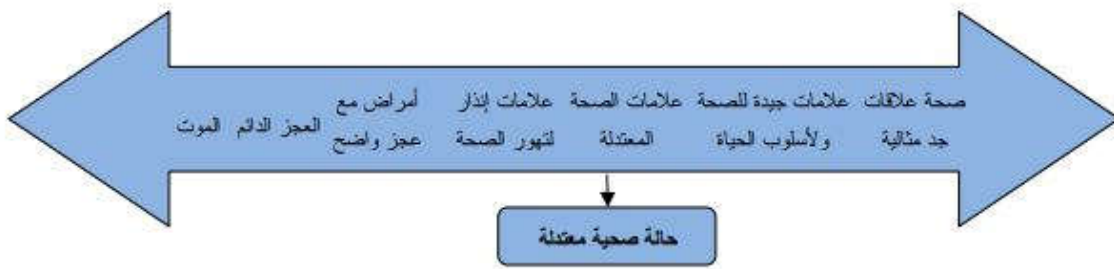 صحة علاقات
جد مثالية
علامات جيدة للصحة
ولأسلوب الحياة
علامات الصحة
المعتدلة
علامات إنذار
لتهور الصحة
أمراض مع
عجز واضح
العجز الدائم
الموت
حالة صحية معتدلة